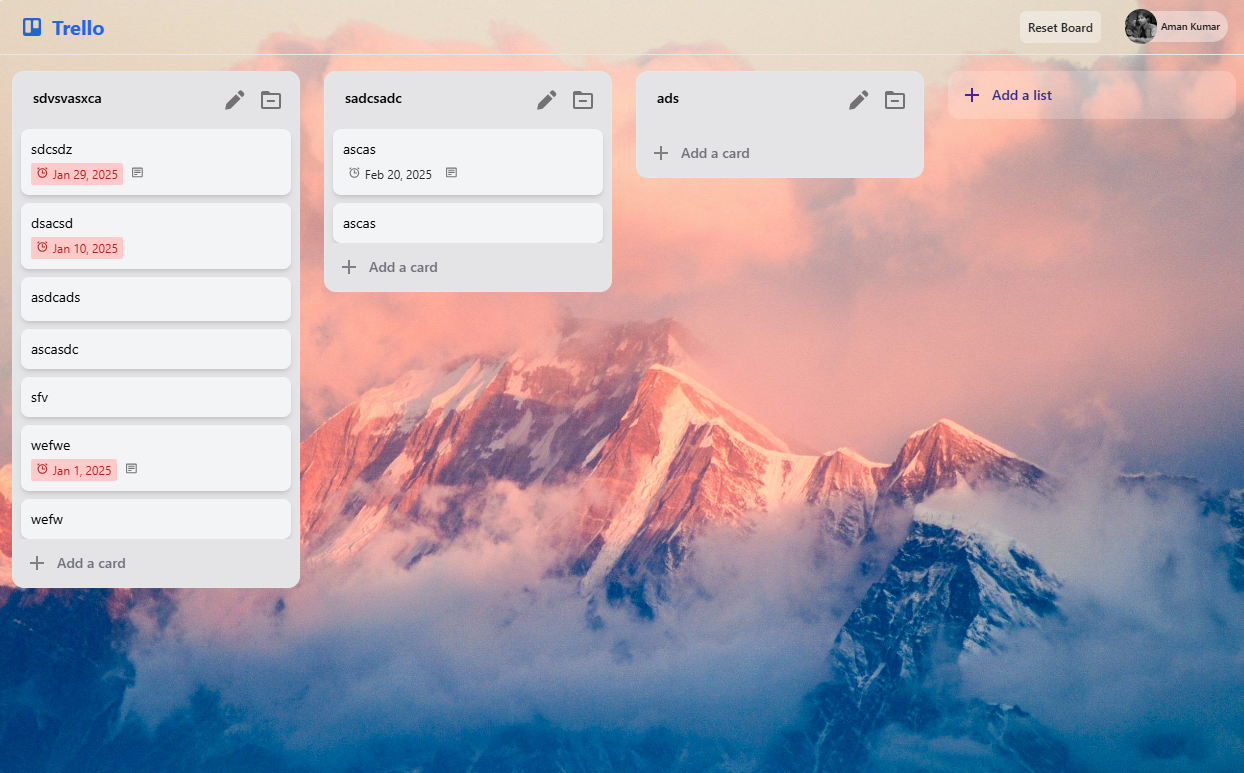 Trello
Reset Board
Aman Kumar
sdvsvasxca
sdcsdz
Jan 29, 2025
dsacsd
Jan 10, 2025
asdcads
ascasdc
sfv
wefwe
Jan 1, 2025
wefw
Add a card
sadcsadc
ascas
Feb 20, 2025
ascas
Add a card
ads
Add a card
Add a list